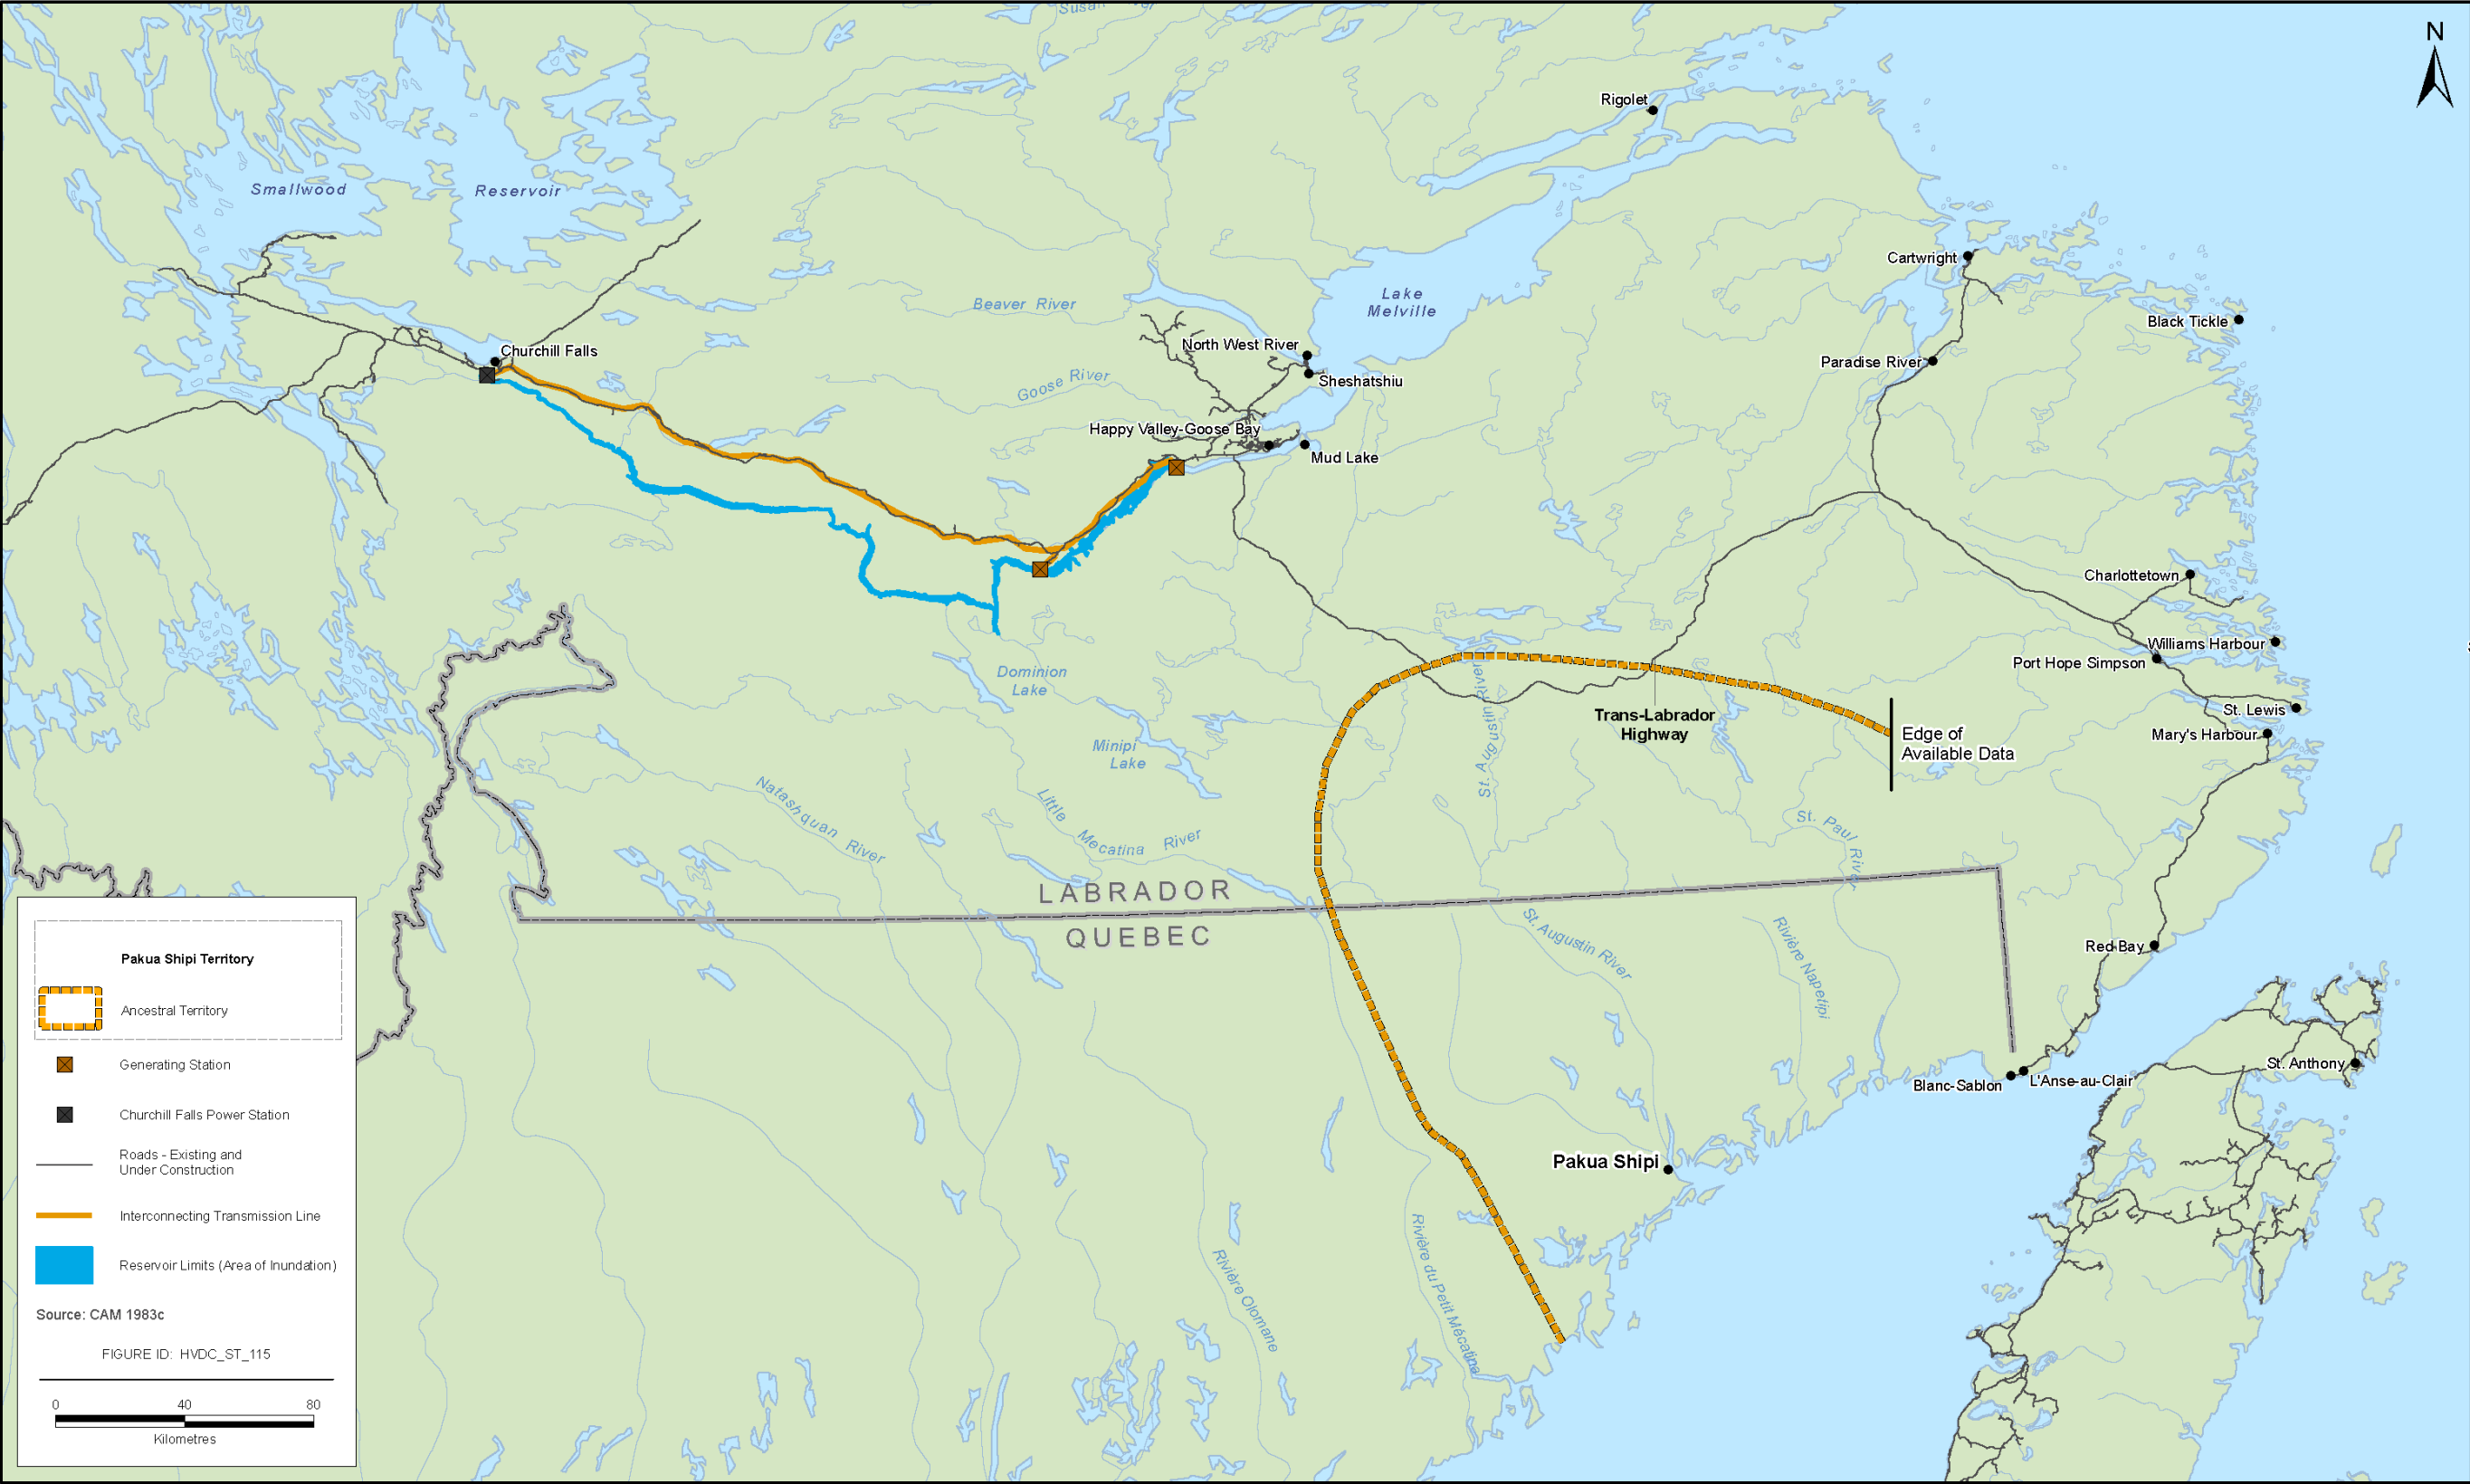 Susan River
N
Rigolet
Smallwood
Reservoir
Cartwright
Lake
Melville
Beaver River
Black Tickle
North West River
Churchill Falls
Paradise River
Sheshatshiu
Goose River
Happy Valley-Goose Bay
Mud Lake
Charlottetown
Williams Harbour
Port Hope Simpson
Dominion
Lake
St. Lewis
Trans-Labrador
Highway
St. Augustin River
Mary's Harbour
Edge of
Available Data
Minipi
Lake
Natashquan River
Little Mecatina River
St. Paul River
LABRADOR
QUEBEC
St. Augustin River
Rivière Napetipi
Red Bay
St. Anthony
Blanc-Sablon
L'Anse-au-Clair
Pakua Shipi
Rivière Olomane
Rivière du Petit Mécatina
Pakua Shipi Territory
Ancestral Territory
Generating Station
Churchill Falls Power Station
Roads - Existing and
Under Construction
Interconnecting Transmission Line
Reservoir Limits (Area of Inundation)
Source: CAM 1983c
FIGURE ID: HVDC_ST_115
0 40 80
Kilometres